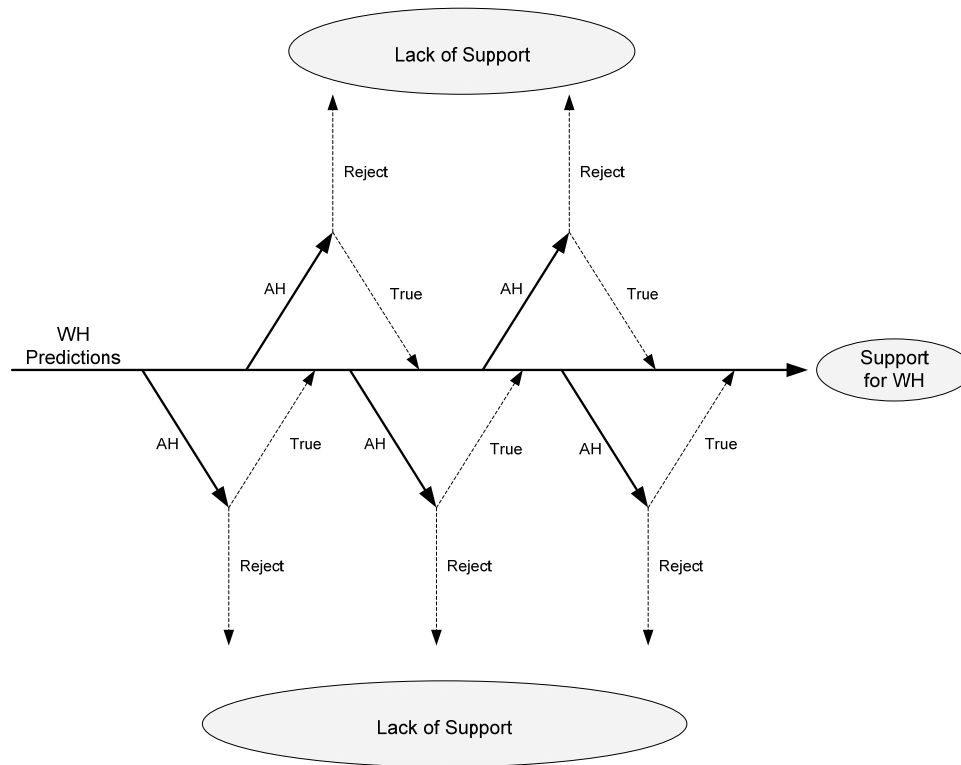 Lack of Support
Reject
Reject
AH
True
AH
True
WH
Predictions
Support
for WH
AH
True
AH
True
AH
True
Reject
Reject
Reject
Lack of Support